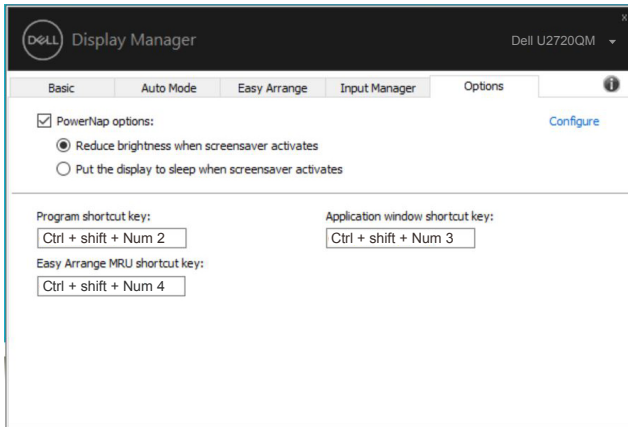 x
DELL Display Manager Dell U2720QM
Basic Auto Mode Easy Arrange Input Manager Options
PowerNap options: Configure
Reduce brightness when screensaver activates
Put the display to sleep when screensaver activates
Program shortcut key: Application window shortcut key:
Ctrl + shift + Num 2 Ctrl + shift + Num 3
Easy Arrange MRU shortcut key:
Ctrl + shift + Num 4